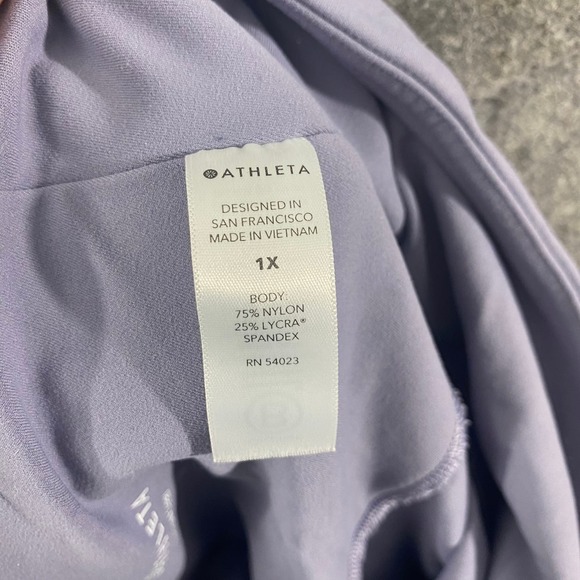 ATHLETA
DESIGNED IN
SAN FRANCISCO
MADE IN VIETNAM
1X
BODY:
75% NYLON
25% LYCRA®
SPANDEX
RN 54023